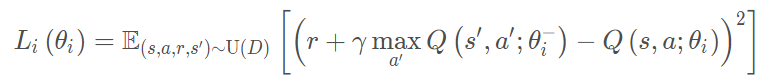 L_i (θ_i) = 𝔼_{(s,a,r,s′)∼U(D)} [ ( r + γ max_{a′} Q (s′, a′; θ_i^−) − Q (s, a; θ_i) )^2 ]